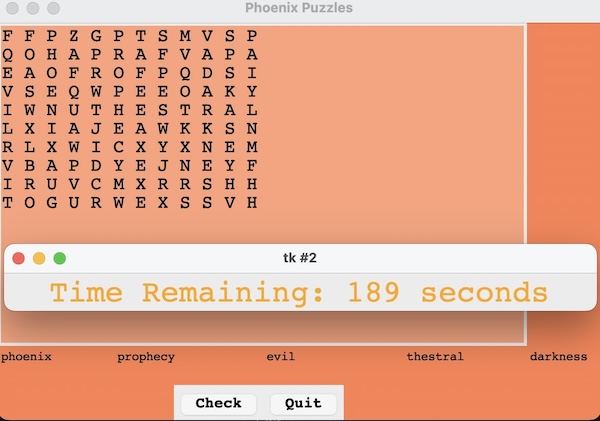 Phoenix Puzzles
F F P Z G P T S M V S P
Q O H A P R A F V A P A
E A O F R O F P Q D S I
V S E Q W P E E O A K Y
I W N U T H E S T R A L
L X I A J E A W K K S N
R L X W I C X Y X N E M
V B A P D Y E J N E Y F
I R U V C M X R R S H H
T O G U R W E X S S V H
tk #2
Time Remaining: 189 seconds
phoenix prophecy evil thestral darkness
Check Quit